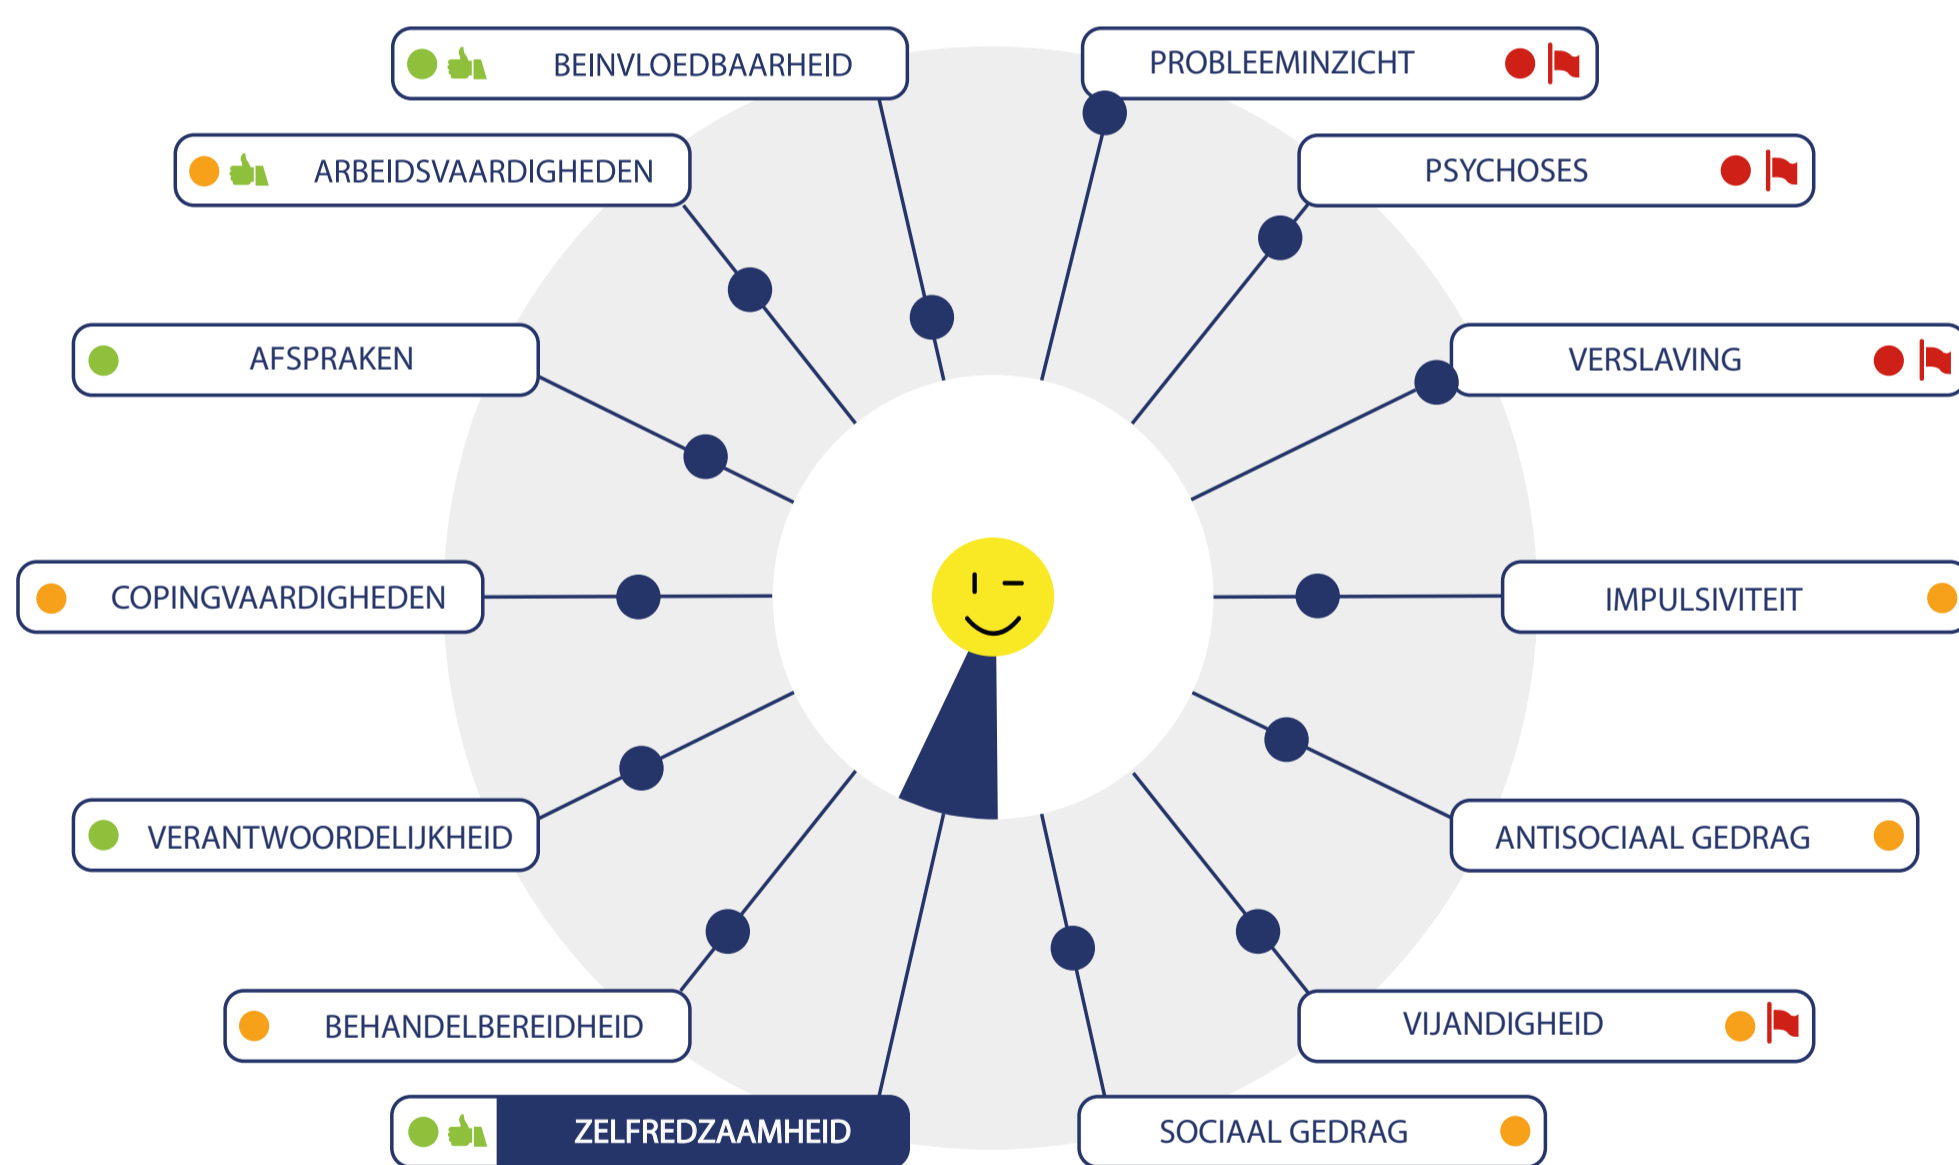 BEINVLOEDBAARHEID
PROBLEEMINZICHT
ARBEIDSVAARDIGHEDEN
PSYCHOSES
AFSPRAKEN
VERSLAVING
COPINGVAARDIGHEDEN
IMPULSIVITEIT
VERANTWOORDELIJKHEID
ANTISOCIAAL GEDRAG
BEHANDELBEREIDHEID
VIJANDIGHEID
ZELFREDZAAMHEID
SOCIAAL GEDRAG